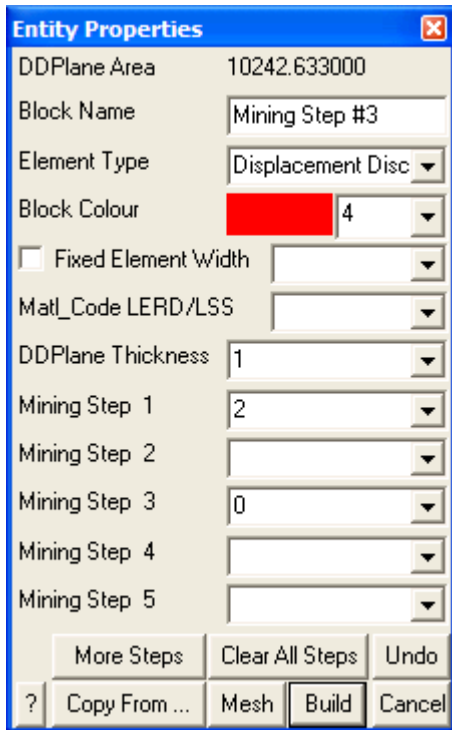 Entity Properties
DDPlane Area 10242.633000
Block Name Mining Step #3
Element Type Displacement Disc
Block Colour 4
Fixed Element Width
Matl_Code LERD/LSS
DDPlane Thickness 1
Mining Step 1 2
Mining Step 2
Mining Step 3 0
Mining Step 4
Mining Step 5
More Steps Clear All Steps Undo
? Copy From ... Mesh Build Cancel